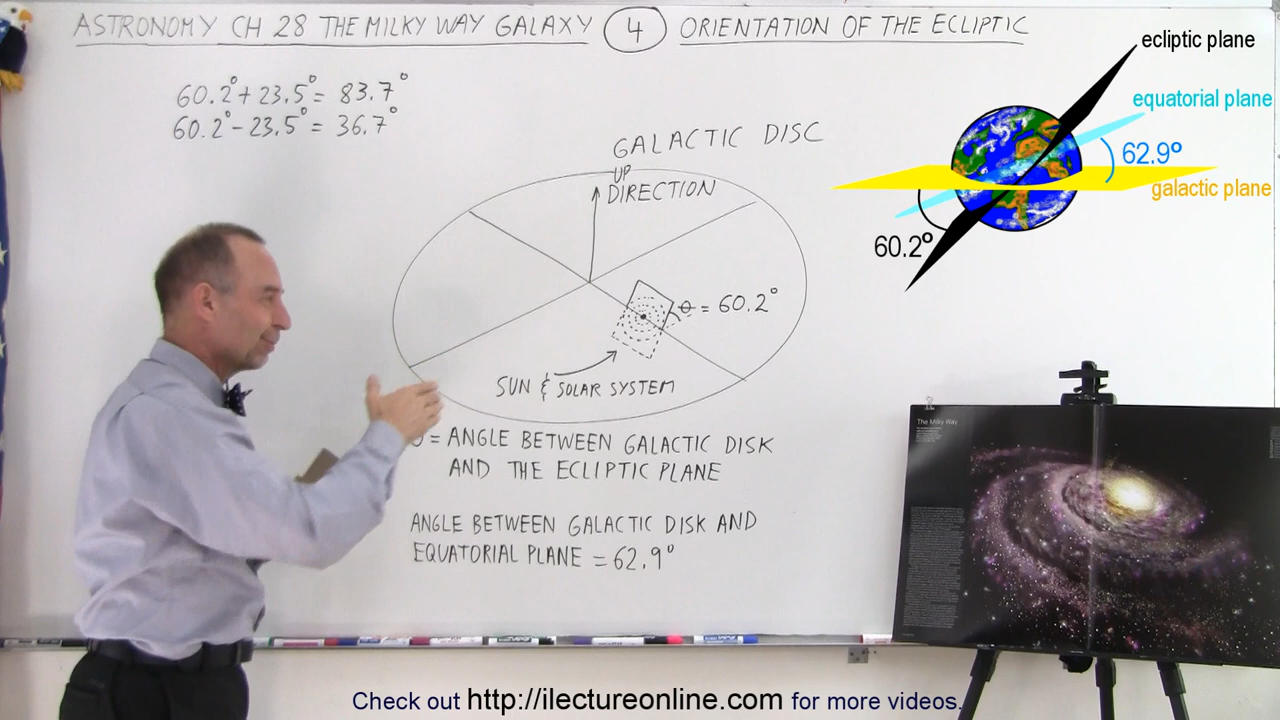 ASTRONOMY CH 28 THE MILKY WAY GALAXY 4 ORIENTATION OF THE ECLIPTIC
60.2°+23.5°= 83.7°
60.2°-23.5°= 36.7°
GALACTIC DISC
UP
DIRECTION
θ = 60.2°
SUN & SOLAR SYSTEM
= ANGLE BETWEEN GALACTIC DISK
AND THE ECLIPTIC PLANE
ANGLE BETWEEN GALACTIC DISK AND
EQUATORIAL PLANE = 62.9°
ecliptic plane
equatorial plane
62.9º
galactic plane
60.2º
The Milky Way
Check out http://ilectureonline.com for more videos.